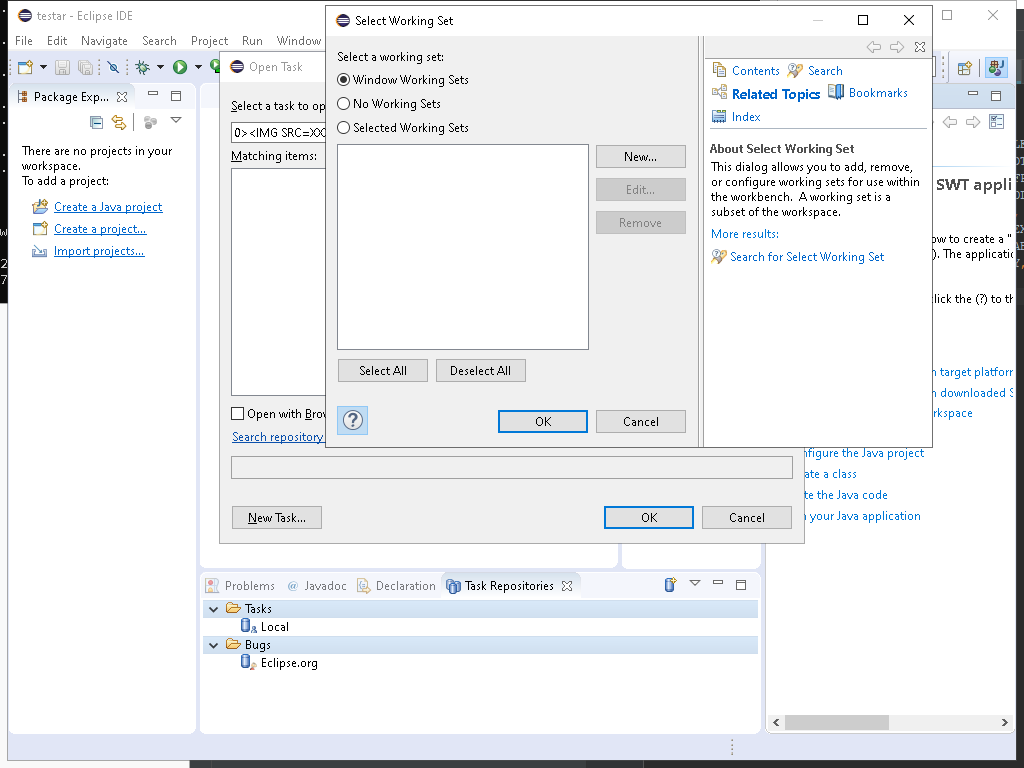 testar - Eclipse IDE
File Edit Navigate Search Project Run Window
Package Exp...
There are no projects in your
workspace.
To add a project:
Create a Java project
Create a project...
Import projects...
Open Task
Select a task to op
0><IMG SRC=XXC
Matching items:
Open with Brow
Search repository
New Task...
OK
Cancel
Select Working Set
Select a working set:
Window Working Sets
No Working Sets
Selected Working Sets
New...
Edit...
Remove
Select All
Deselect All
OK
Cancel
Contents Search
Related Topics Bookmarks
Index
About Select Working Set
This dialog allows you to add, remove,
or configure working sets for use within
the workbench. A working set is a
subset of the workspace.
More results:
Search for Select Working Set
SWT appli
ow to create a "
). The applicatio
lick the (?) to th
n target platform
n downloaded S
rkspace
nfigure the Java project
ate a class
te the Java code
your Java application
Problems @ Javadoc Declaration Task Repositories
Tasks
Local
Bugs
Eclipse.org